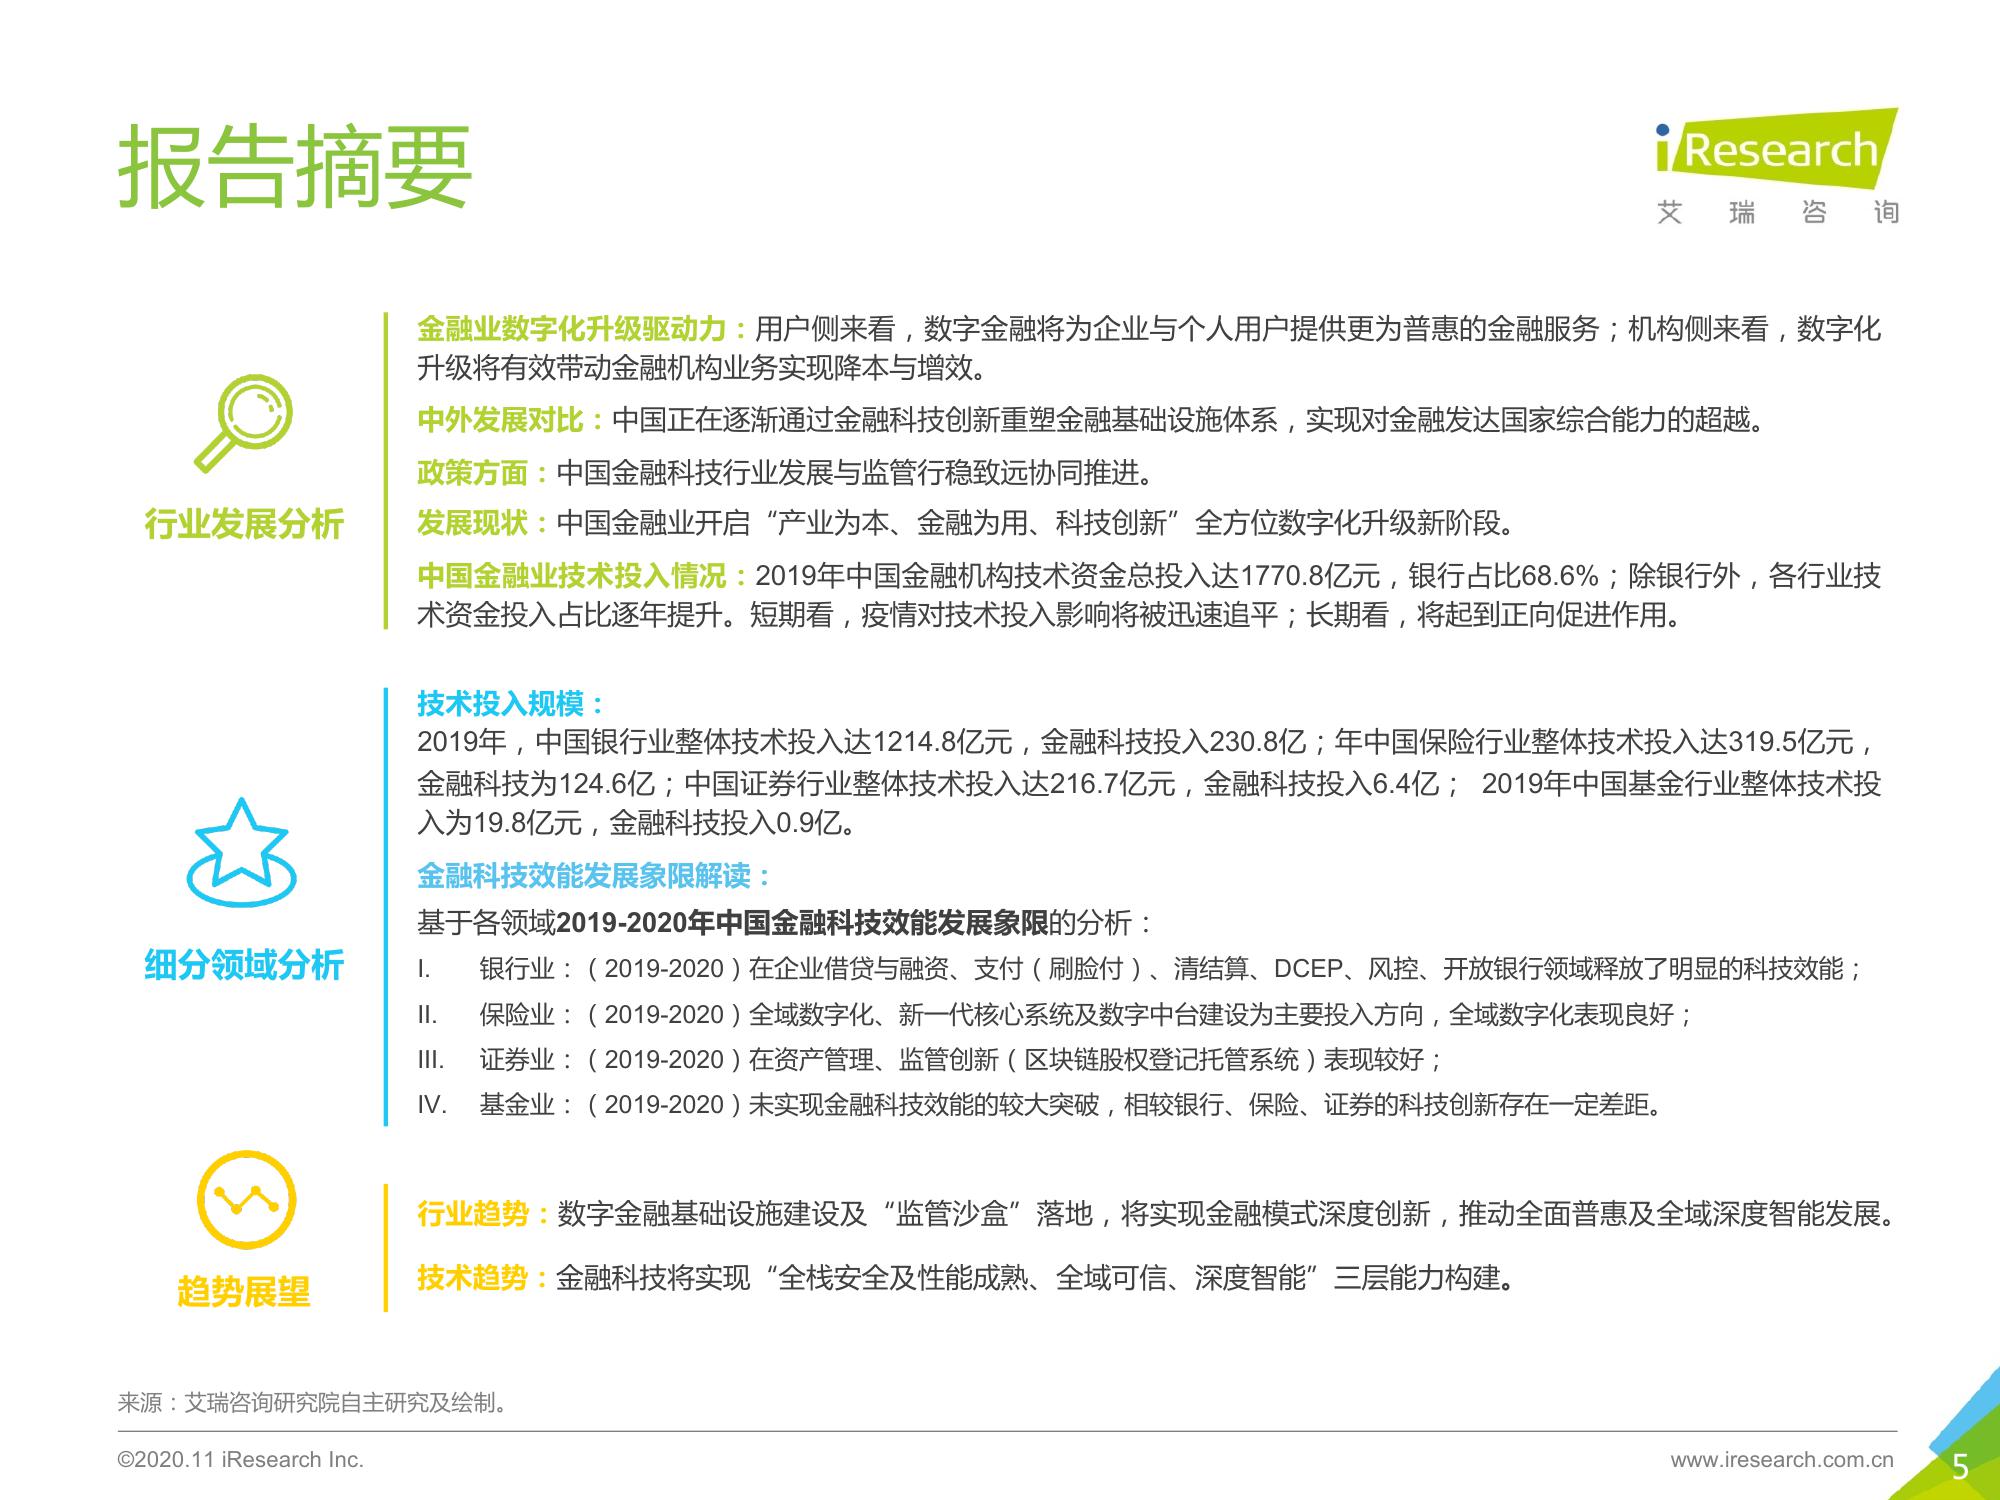 报告摘要
iResearch
艾瑞咨询
金融业数字化升级驱动力：用户侧来看，数字金融将为企业与个人用户提供更为普惠的金融服务；机构侧来看，数字化
升级将有效带动金融机构业务实现降本与增效。
中外发展对比：中国正在逐渐通过金融科技创新重塑金融基础设施体系，实现对金融发达国家综合能力的超越。
政策方面：中国金融科技行业发展与监管行稳致远协同推进。
行业发展分析
发展现状：中国金融业开启“产业为本、金融为用、科技创新”全方位数字化升级新阶段。
中国金融业技术投入情况：2019年中国金融机构技术资金总投入达1770.8亿元，银行占比68.6%；除银行外，各行业技
术资金投入占比逐年提升。短期看，疫情对技术投入影响将被迅速追平；长期看，将起到正向促进作用。
技术投入规模：
2019年，中国银行业整体技术投入达1214.8亿元，金融科技投入230.8亿；年中国保险行业整体技术投入达319.5亿元，
金融科技为124.6亿；中国证券行业整体技术投入达216.7亿元，金融科技投入6.4亿； 2019年中国基金行业整体技术投
入为19.8亿元，金融科技投入0.9亿。
金融科技效能发展象限解读：
基于各领域2019-2020年中国金融科技效能发展象限的分析：
细分领域分析
I. 银行业：（2019-2020）在企业借贷与融资、支付（刷脸付）、清结算、DCEP、风控、开放银行领域释放了明显的科技效能；
II. 保险业：（2019-2020）全域数字化、新一代核心系统及数字中台建设为主要投入方向，全域数字化表现良好；
III. 证券业：（2019-2020）在资产管理、监管创新（区块链股权登记托管系统）表现较好；
IV. 基金业：（2019-2020）未实现金融科技效能的较大突破，相较银行、保险、证券的科技创新存在一定差距。
行业趋势：数字金融基础设施建设及“监管沙盒”落地，将实现金融模式深度创新，推动全面普惠及全域深度智能发展。
技术趋势：金融科技将实现“全栈安全及性能成熟、全域可信、深度智能”三层能力构建。
趋势展望
来源：艾瑞咨询研究院自主研究及绘制。
©2020.11 iResearch Inc.
www.iresearch.com.cn
5